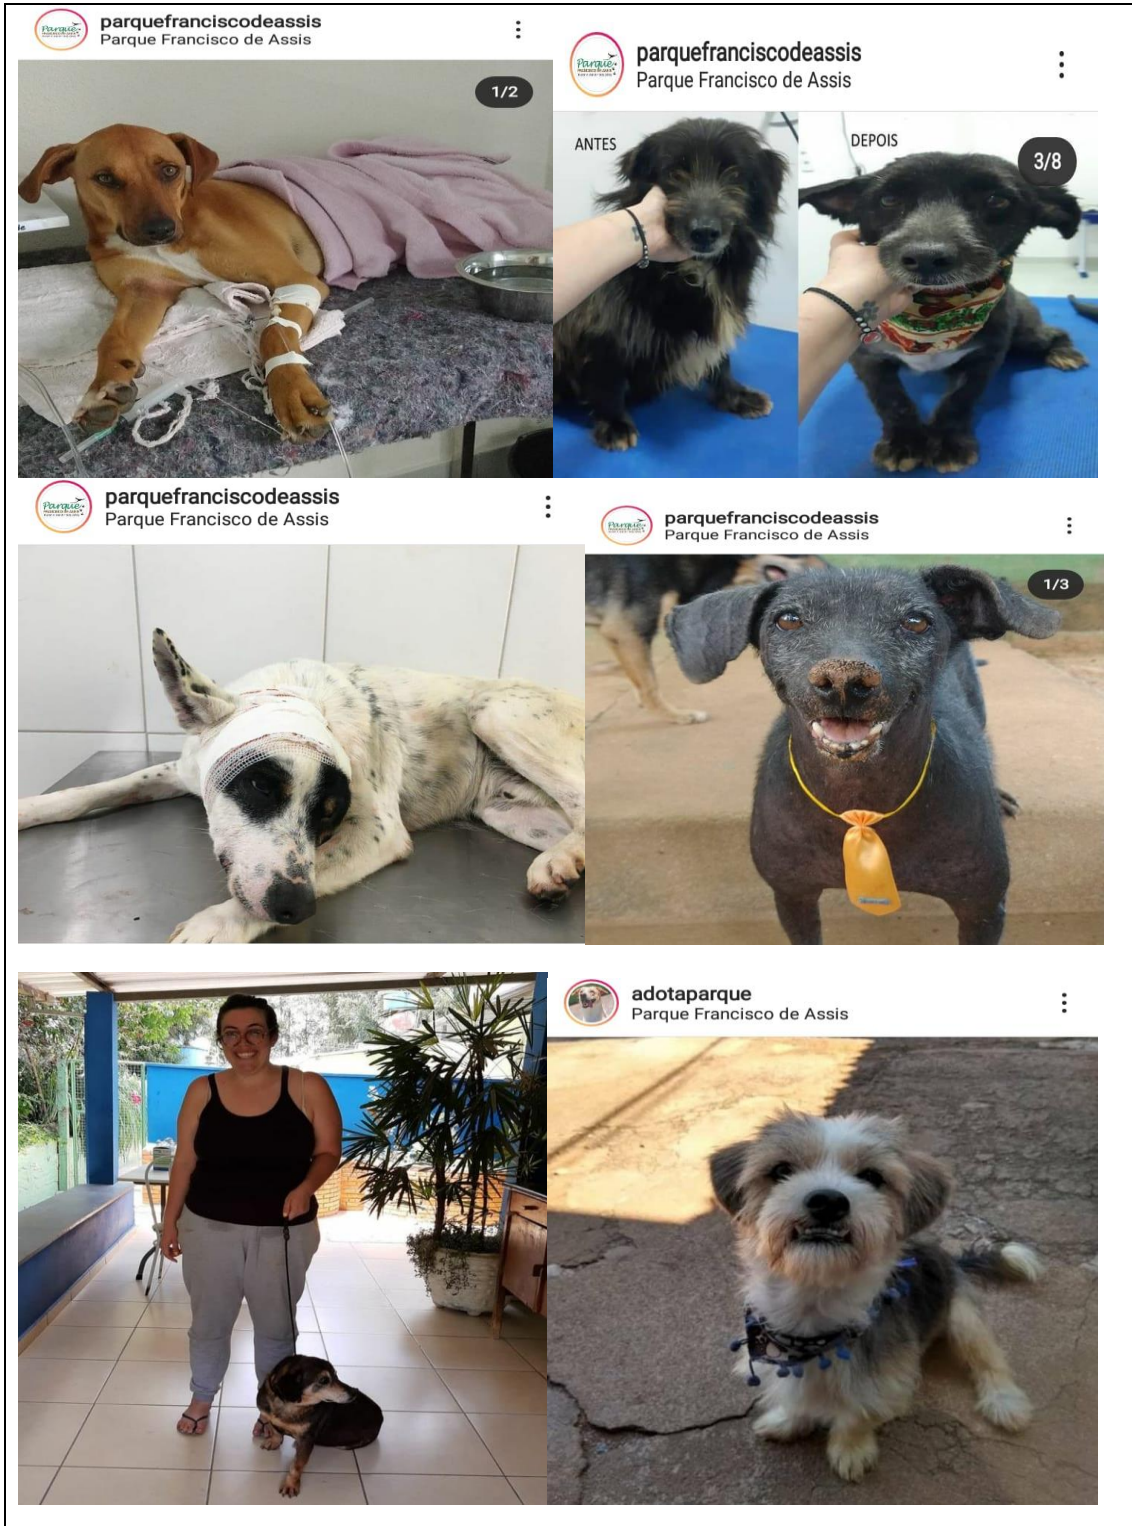 parquefranciscodeassis
Parque Francisco de Assis
1/2
parquefranciscodeassis
Parque Francisco de Assis
ANTES
DEPOIS
3/8
parquefranciscodeassis
Parque Francisco de Assis
parquefranciscodeassis
Parque Francisco de Assis
1/3
adotaparque
Parque Francisco de Assis